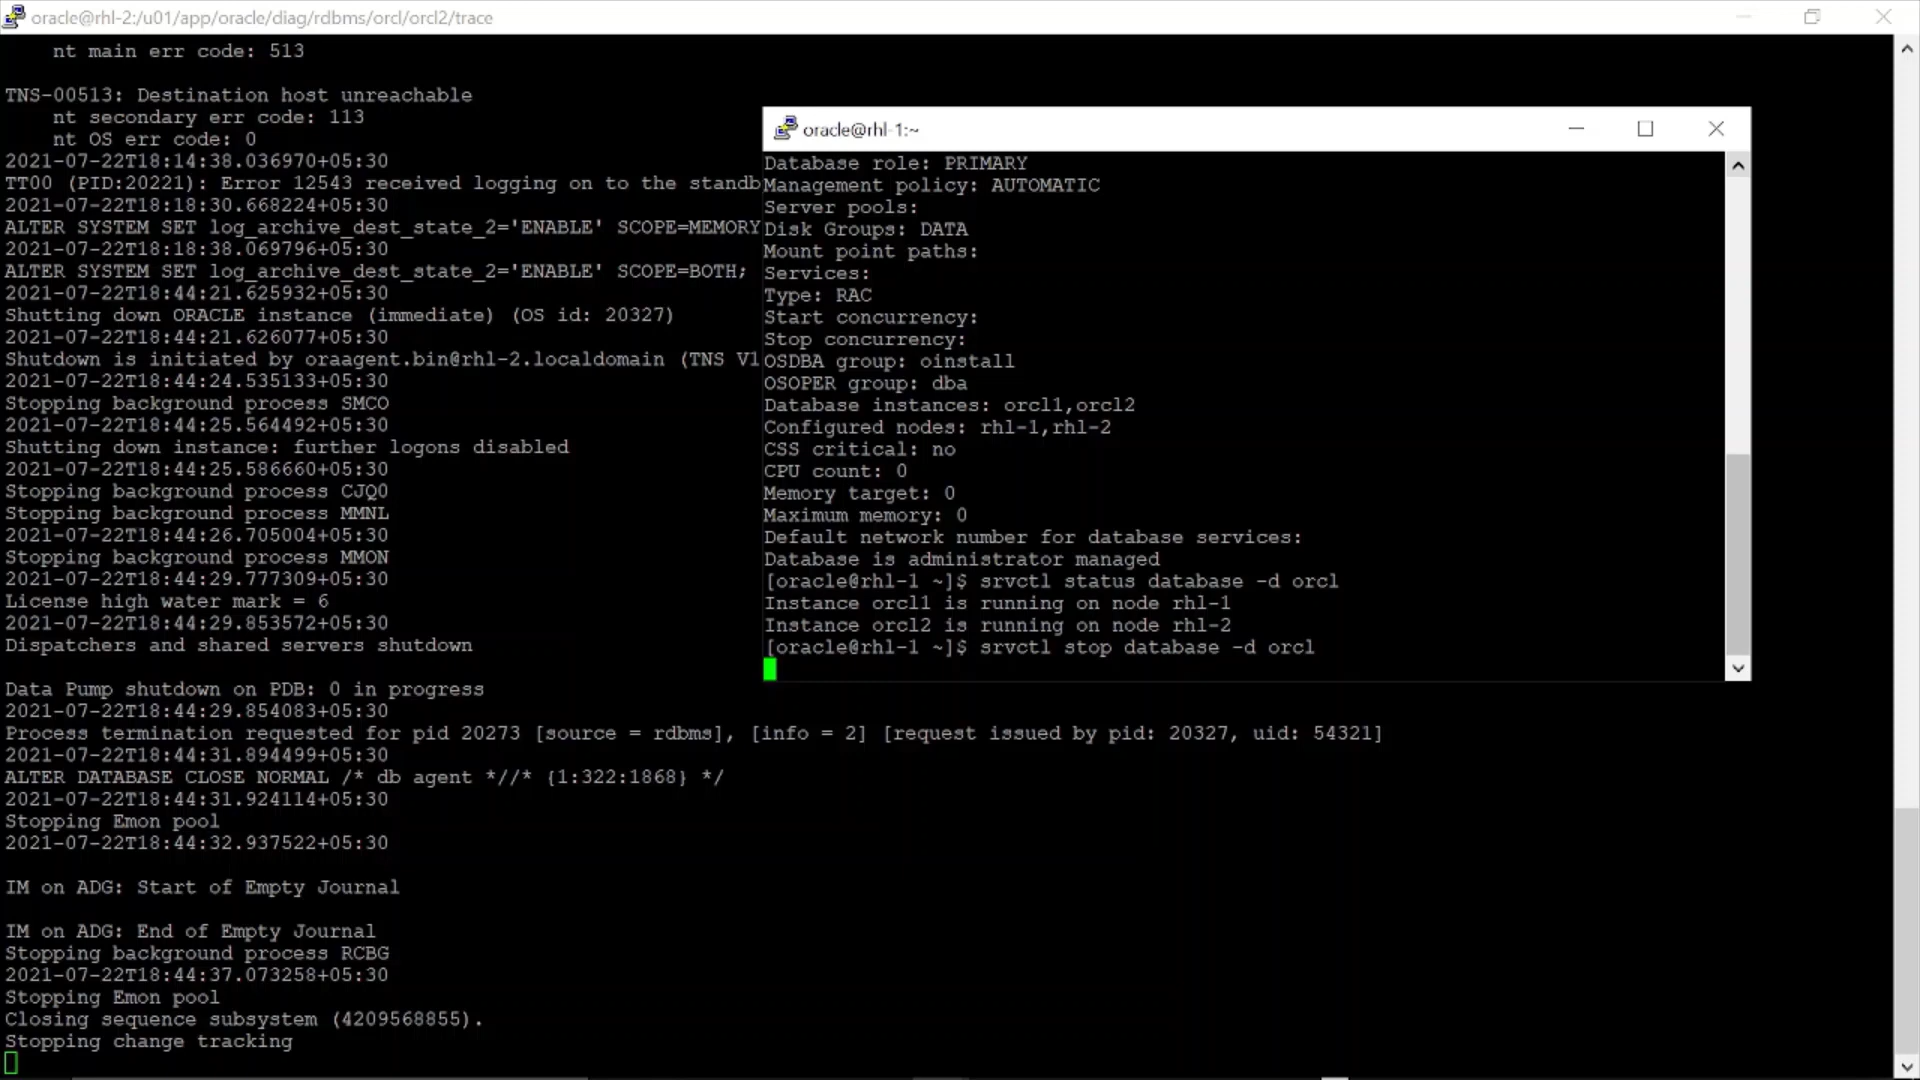 oracle@rhl-2:/u01/app/oracle/diag/rdbms/orcl/orcl2/trace
nt main err code: 513
TNS-00513: Destination host unreachable
nt secondary err code: 113
nt OS err code: 0
2021-07-22T18:14:38.036970+05:30
TT00 (PID:20221): Error 12543 received logging on to the standb
2021-07-22T18:18:30.668224+05:30
ALTER SYSTEM SET log_archive_dest_state_2='ENABLE' SCOPE=MEMORY
2021-07-22T18:18:38.069796+05:30
ALTER SYSTEM SET log_archive_dest_state_2='ENABLE' SCOPE=BOTH;
2021-07-22T18:44:21.625932+05:30
Shutting down ORACLE instance (immediate) (OS id: 20327)
2021-07-22T18:44:21.626077+05:30
Shutdown is initiated by oraagent.bin@rhl-2.localdomain (TNS V1
2021-07-22T18:44:24.535133+05:30
Stopping background process SMCO
2021-07-22T18:44:25.564492+05:30
Shutting down instance: further logons disabled
2021-07-22T18:44:25.586660+05:30
Stopping background process CJQ0
Stopping background process MMNL
2021-07-22T18:44:26.705004+05:30
Stopping background process MMON
2021-07-22T18:44:29.777309+05:30
License high water mark = 6
2021-07-22T18:44:29.853572+05:30
Dispatchers and shared servers shutdown
Data Pump shutdown on PDB: 0 in progress
2021-07-22T18:44:29.854083+05:30
Process termination requested for pid 20273 [source = rdbms], [info = 2] [request issued by pid: 20327, uid: 54321]
2021-07-22T18:44:31.894499+05:30
ALTER DATABASE CLOSE NORMAL /* db agent *//* {1:322:1868} */
2021-07-22T18:44:31.924114+05:30
Stopping Emon pool
2021-07-22T18:44:32.937522+05:30
IM on ADG: Start of Empty Journal
IM on ADG: End of Empty Journal
Stopping background process RCBG
2021-07-22T18:44:37.073258+05:30
Stopping Emon pool
Closing sequence subsystem (4209568855).
Stopping change tracking
oracle@rhl-1:~
Database role: PRIMARY
Management policy: AUTOMATIC
Server pools:
Disk Groups: DATA
Mount point paths:
Services:
Type: RAC
Start concurrency:
Stop concurrency:
OSDBA group: oinstall
OSOPER group: dba
Database instances: orcl1,orcl2
Configured nodes: rhl-1,rhl-2
CSS critical: no
CPU count: 0
Memory target: 0
Maximum memory: 0
Default network number for database services:
Database is administrator managed
[oracle@rhl-1 ~]$ srvctl status database -d orcl
Instance orcl1 is running on node rhl-1
Instance orcl2 is running on node rhl-2
[oracle@rhl-1 ~]$ srvctl stop database -d orcl